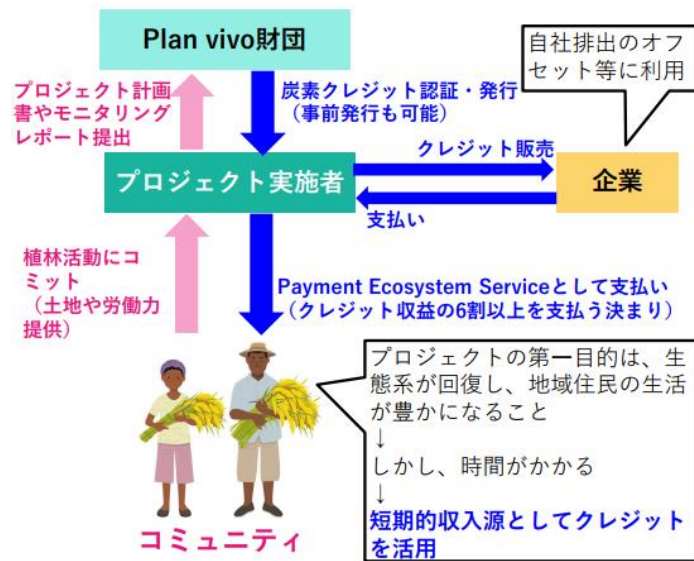 Plan vivo財団
自社排出のオフ
セット等に利用
プロジェクト計画
書やモニタリング
レポート提出
炭素クレジット認証・発行
（事前発行も可能）
クレジット販売
プロジェクト実施者
企業
支払い
植林活動にコ
ミット
（土地や労働力
提供）
Payment Ecosystem Serviceとして支払い
（クレジット収益の6割以上を支払う決まり）
プロジェクトの第一目的は、生
態系が回復し、地域住民の生活
が豊かになること
↓
しかし、時間がかかる
↓
短期的収入源としてクレジット
を活用
コミュニティ